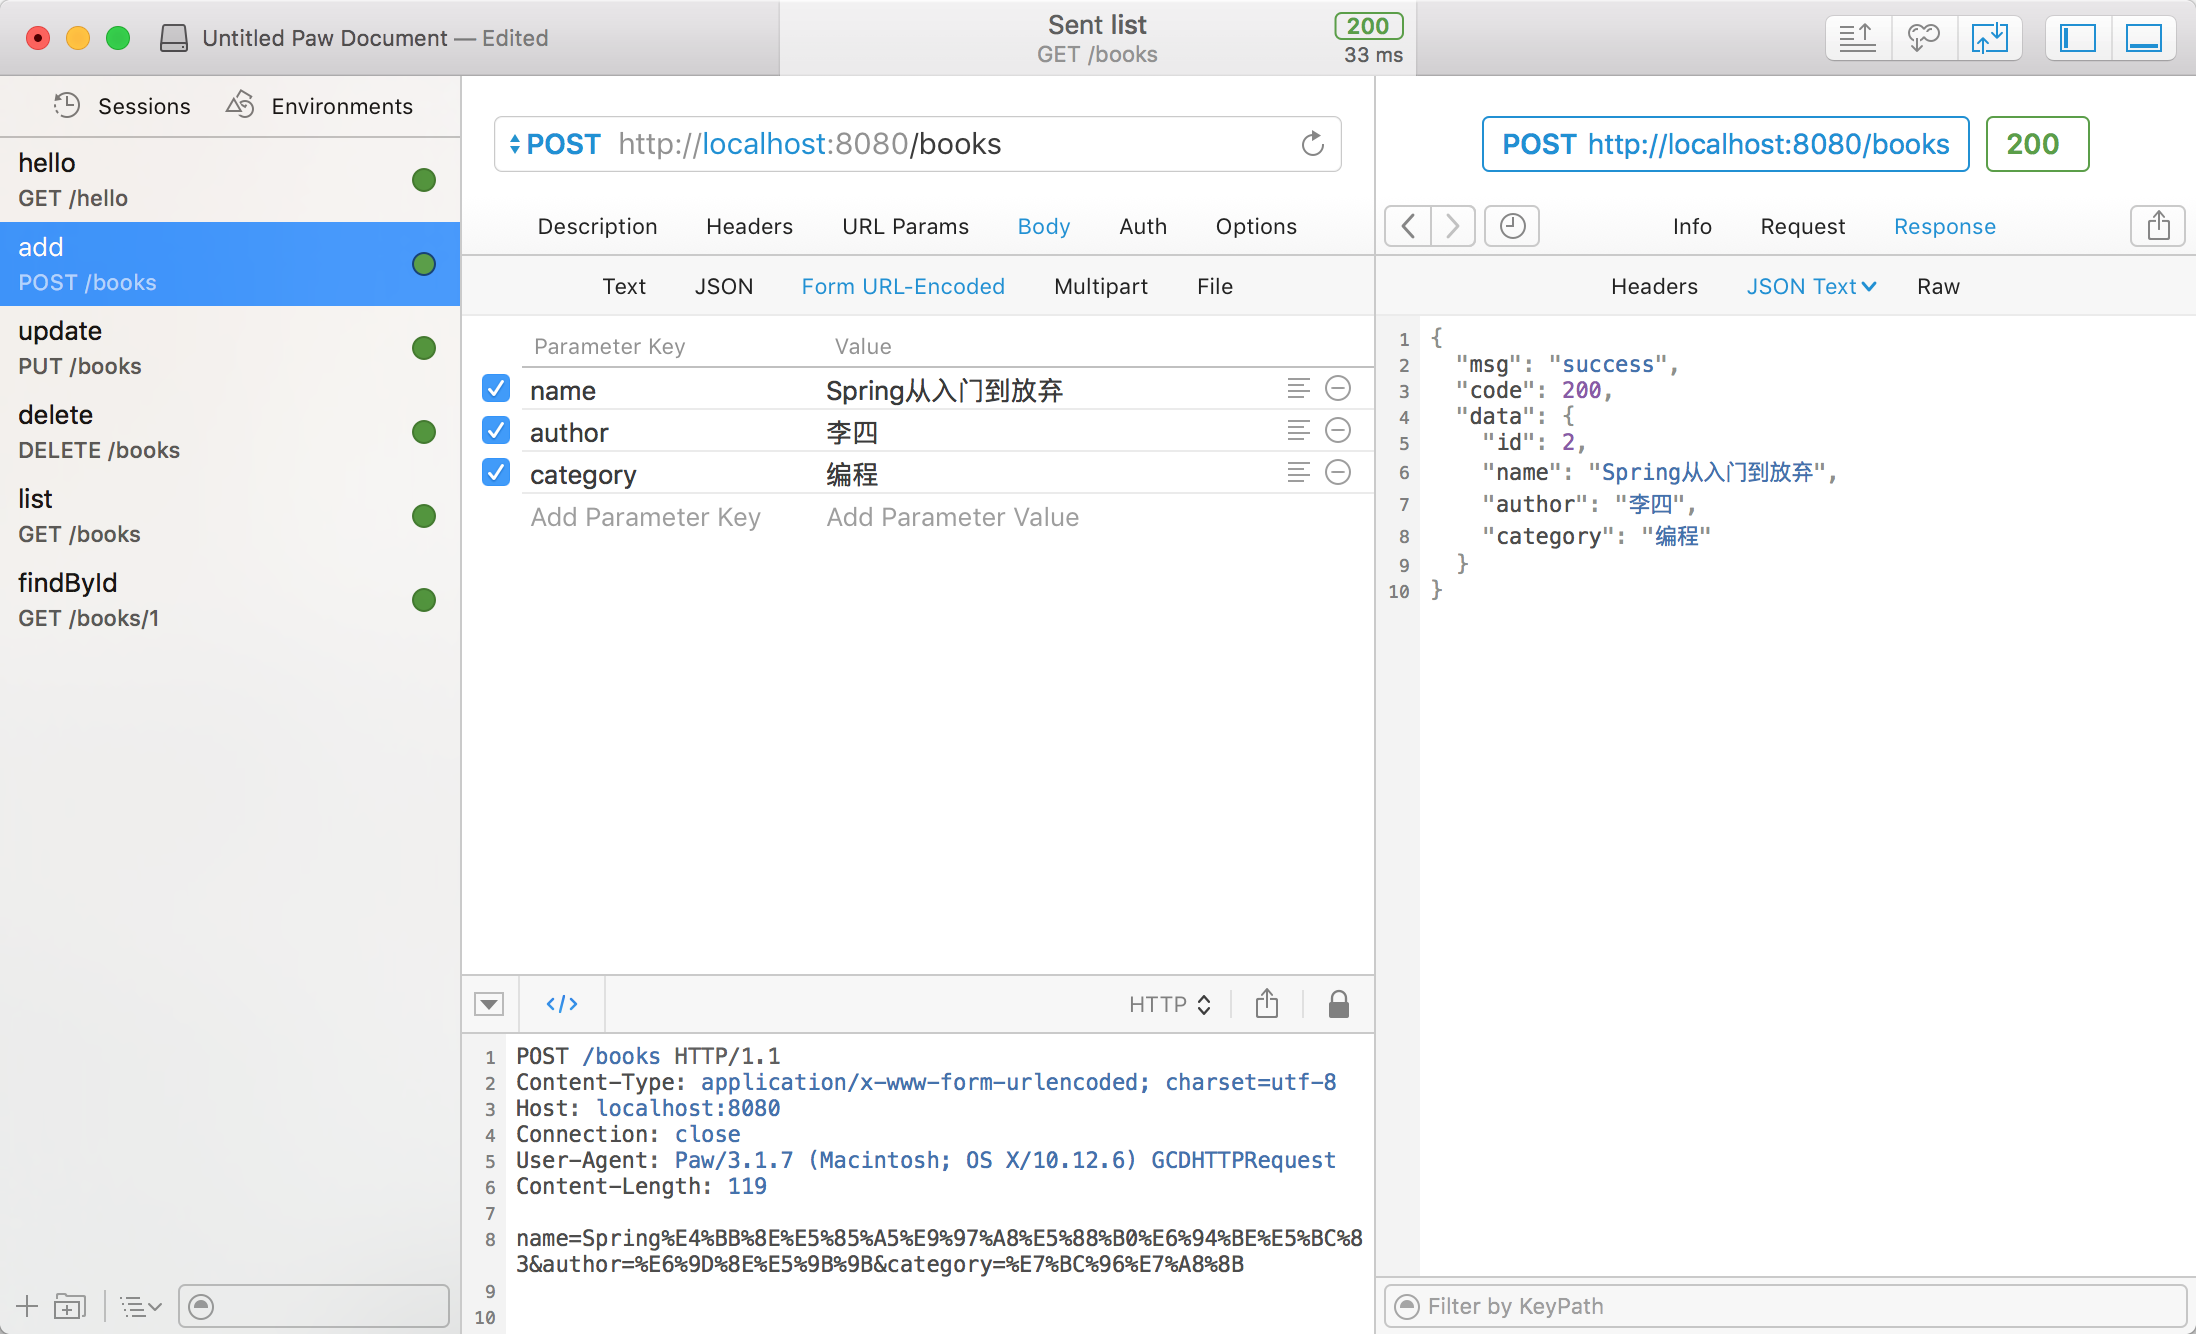 Untitled Paw Document — Edited
Sent list
GET /books
200
33 ms
Sessions
Environments
hello
GET /hello
add
POST /books
update
PUT /books
delete
DELETE /books
list
GET /books
findById
GET /books/1
POST http://localhost:8080/books
Description Headers URL Params Body Auth Options
Text JSON Form URL-Encoded Multipart File
Parameter Key Value
name Spring从入门到放弃
author 李四
category 编程
Add Parameter Key Add Parameter Value
</> HTTP
1 POST /books HTTP/1.1
2 Content-Type: application/x-www-form-urlencoded; charset=utf-8
3 Host: localhost:8080
4 Connection: close
5 User-Agent: Paw/3.1.7 (Macintosh; OS X/10.12.6) GCDHTTPRequest
6 Content-Length: 119
7
8 name=Spring%E4%BB%8E%E5%85%A5%E9%97%A8%E5%88%B0%E6%94%BE%E5%BC%8
3&author=%E6%9D%8E%E5%9B%9B&category=%E7%BC%96%E7%A8%8B
9
10
POST http://localhost:8080/books 200
Info Request Response
Headers JSON Text Raw
1 {
2 "msg": "success",
3 "code": 200,
4 "data": {
5 "id": 2,
6 "name": "Spring从入门到放弃",
7 "author": "李四",
8 "category": "编程"
9 }
10 }
Filter by KeyPath